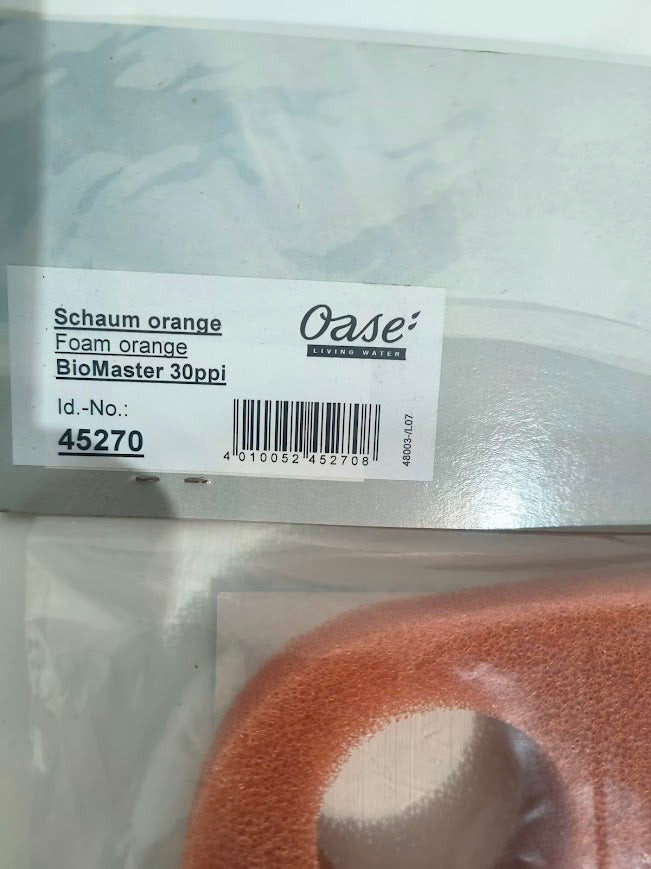 Schaum orange
Foam orange
BioMaster 30ppi
Id.-No.:
45270
Oase
LIVING WATER
4 010052 452708
48003-/L07